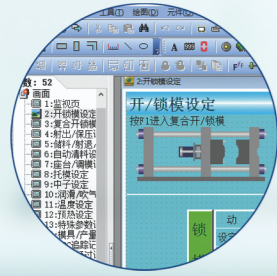 工具(T) 绘图(D) 元件
数: 52
画面
1:监视页
2:开锁模设定
3:复合开锁模
4:射出/保压
5:储料/射退
6:自动清料设
7:座台/调模
8:托模设定
9:中子设定
10:润滑/吹气
11:温度设定
12:预热设定
13:特殊参数
模具/产量
追踪记
2:开锁模设定
开/锁模设定
按F1进入复合开/锁模
锁
动